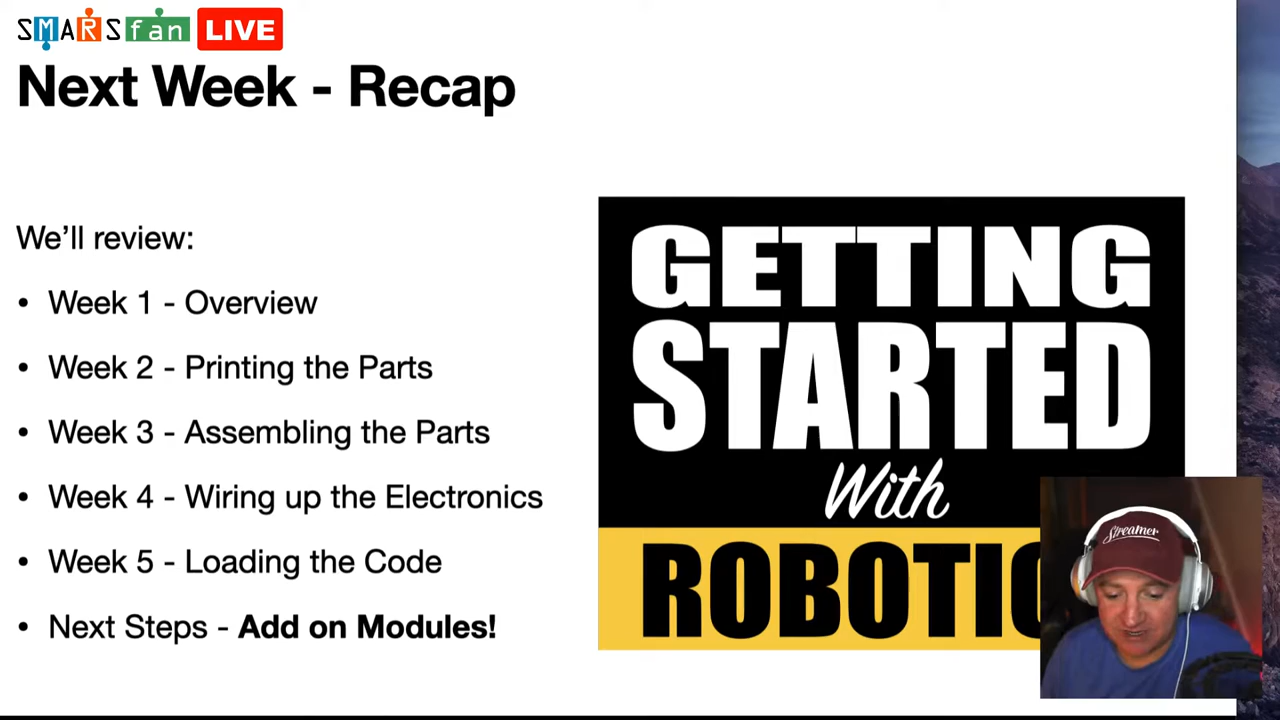 SMARSfan LIVE
Next Week - Recap
We’ll review:
• Week 1 - Overview
• Week 2 - Printing the Parts
• Week 3 - Assembling the Parts
• Week 4 - Wiring up the Electronics
• Week 5 - Loading the Code
• Next Steps - Add on Modules!
GETTING
STARTED
With
ROBOTIC
Streamer